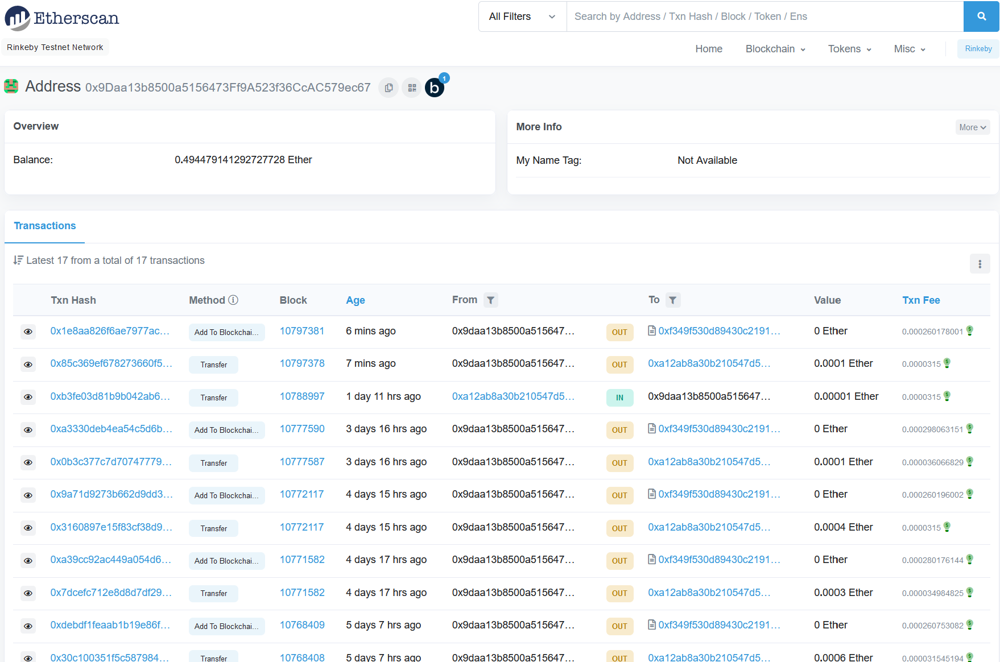 Etherscan
All Filters
Search by Address / Txn Hash / Block / Token / Ens
Rinkeby Testnet Network
Home Blockchain Tokens Misc Rinkeby
Address 0x9Daa13b8500a5156473Ff9A523f36CcAC579ec67 b 1
Overview
Balance: 0.494479141292727728 Ether
More Info More
My Name Tag: Not Available
Transactions
Latest 17 from a total of 17 transactions
Txn Hash Method Block Age From To Value Txn Fee
0x1e8aa826f6ae7977ac... Add To Blockchai... 10797381 6 mins ago 0x9daa13b8500a515647... OUT 0xf349f530d89430c2191... 0 Ether 0.000260178001
0x85c369ef678273660f5... Transfer 10797378 7 mins ago 0x9daa13b8500a515647... OUT 0xa12ab8a30b210547d5... 0.0001 Ether 0.0000315
0xb3fe03d81b9b042ab6... Transfer 10788997 1 day 11 hrs ago 0xa12ab8a30b210547d5... IN 0x9daa13b8500a515647... 0.00001 Ether 0.0000315
0xa3330deb4ea54c5d6b... Add To Blockchai... 10777590 3 days 16 hrs ago 0x9daa13b8500a515647... OUT 0xf349f530d89430c2191... 0 Ether 0.000298063151
0x0b3c377c7d70747779... Transfer 10777587 3 days 16 hrs ago 0x9daa13b8500a515647... OUT 0xa12ab8a30b210547d5... 0.0001 Ether 0.000036066829
0x9a71d9273b662d9dd3... Add To Blockchai... 10772117 4 days 15 hrs ago 0x9daa13b8500a515647... OUT 0xf349f530d89430c2191... 0 Ether 0.000260196002
0x3160897e15f83cf38d9... Transfer 10772117 4 days 15 hrs ago 0x9daa13b8500a515647... OUT 0xa12ab8a30b210547d5... 0.0004 Ether 0.0000315
0xa39cc92ac449a054d6... Add To Blockchai... 10771582 4 days 17 hrs ago 0x9daa13b8500a515647... OUT 0xf349f530d89430c2191... 0 Ether 0.000280176144
0x7dcefc712e8d8d7df29... Transfer 10771582 4 days 17 hrs ago 0x9daa13b8500a515647... OUT 0xa12ab8a30b210547d5... 0.0003 Ether 0.000034984825
0xdebdf1feaab1b19e86f... Add To Blockchai... 10768409 5 days 7 hrs ago 0x9daa13b8500a515647... OUT 0xf349f530d89430c2191... 0 Ether 0.000260753082
0x30c100351f5c587984... Transfer 10768408 5 days 7 hrs ago 0x9daa13b8500a515647... OUT 0xa12ab8a30b210547d5... 0.0006 Ether 0.000031545194